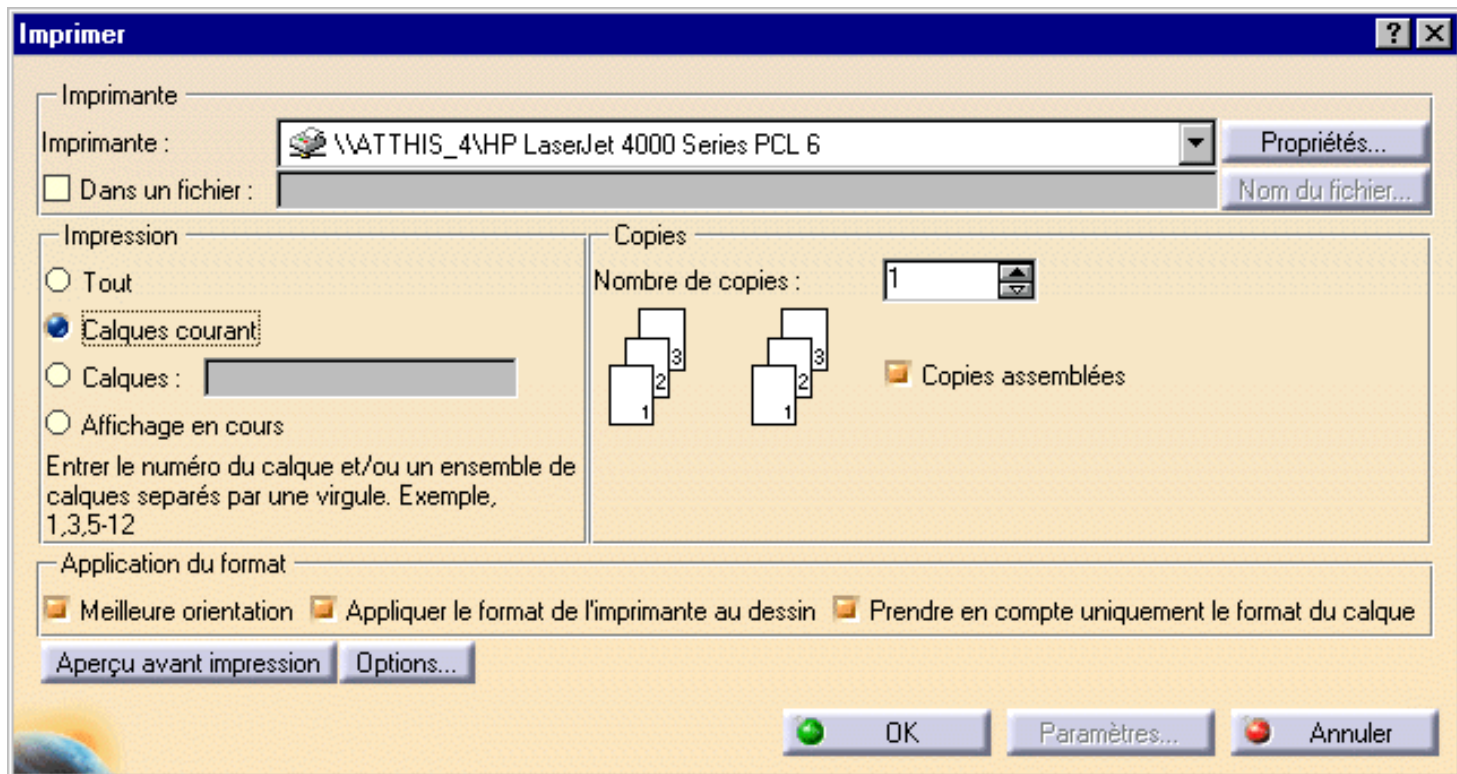 Imprimer
Imprimante
Imprimante : \\ATTHIS_4\HP LaserJet 4000 Series PCL 6 Propriétés...
Dans un fichier : Nom du fichier...
Impression
Tout
Calques courant
Calques :
Affichage en cours
Entrer le numéro du calque et/ou un ensemble de
calques separés par une virgule. Exemple,
1,3,5-12
Copies
Nombre de copies : 1
3 3
2 2
1 1
Copies assemblées
Application du format
Meilleure orientation Appliquer le format de l'imprimante au dessin Prendre en compte uniquement le format du calque
Aperçu avant impression Options...
OK Paramètres... Annuler